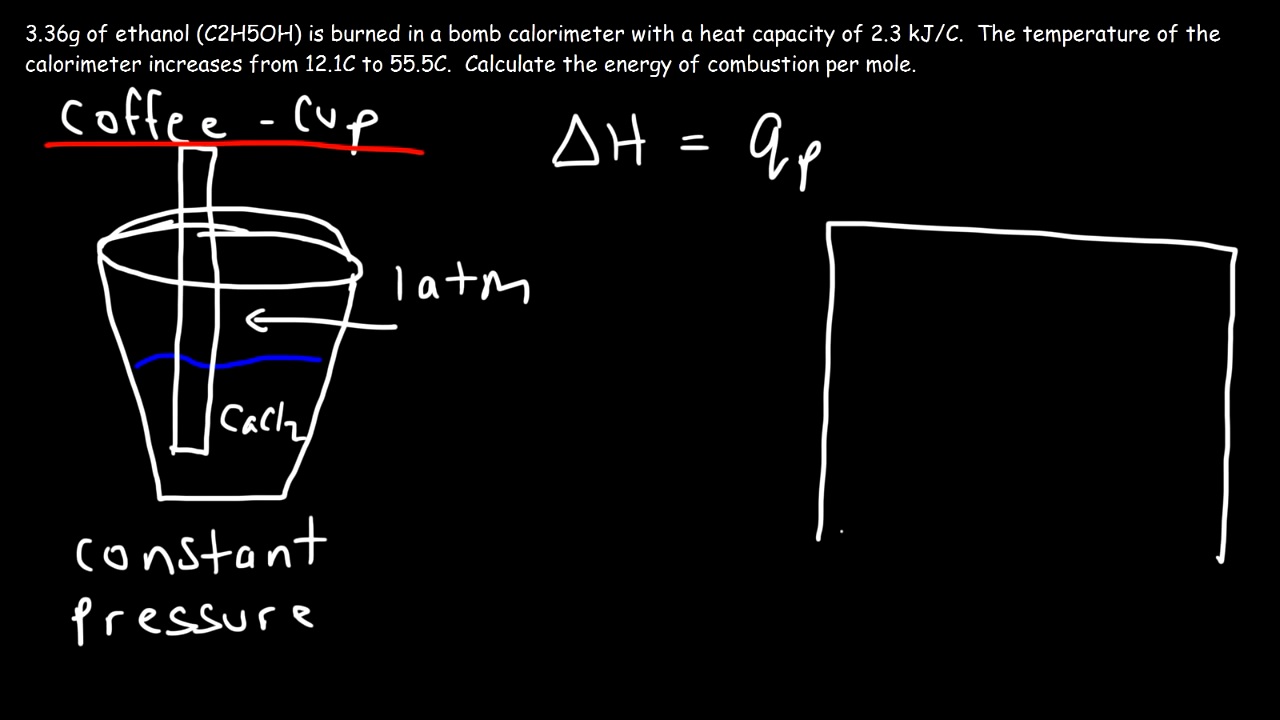 3.36g of ethanol (C2H5OH) is burned in a bomb calorimeter with a heat capacity of 2.3 kJ/C. The temperature of the
calorimeter increases from 12.1C to 55.5C. Calculate the energy of combustion per mole.
Coffee - Cup
ΔH = qp
1 atm
CaCl2
constant
pressure